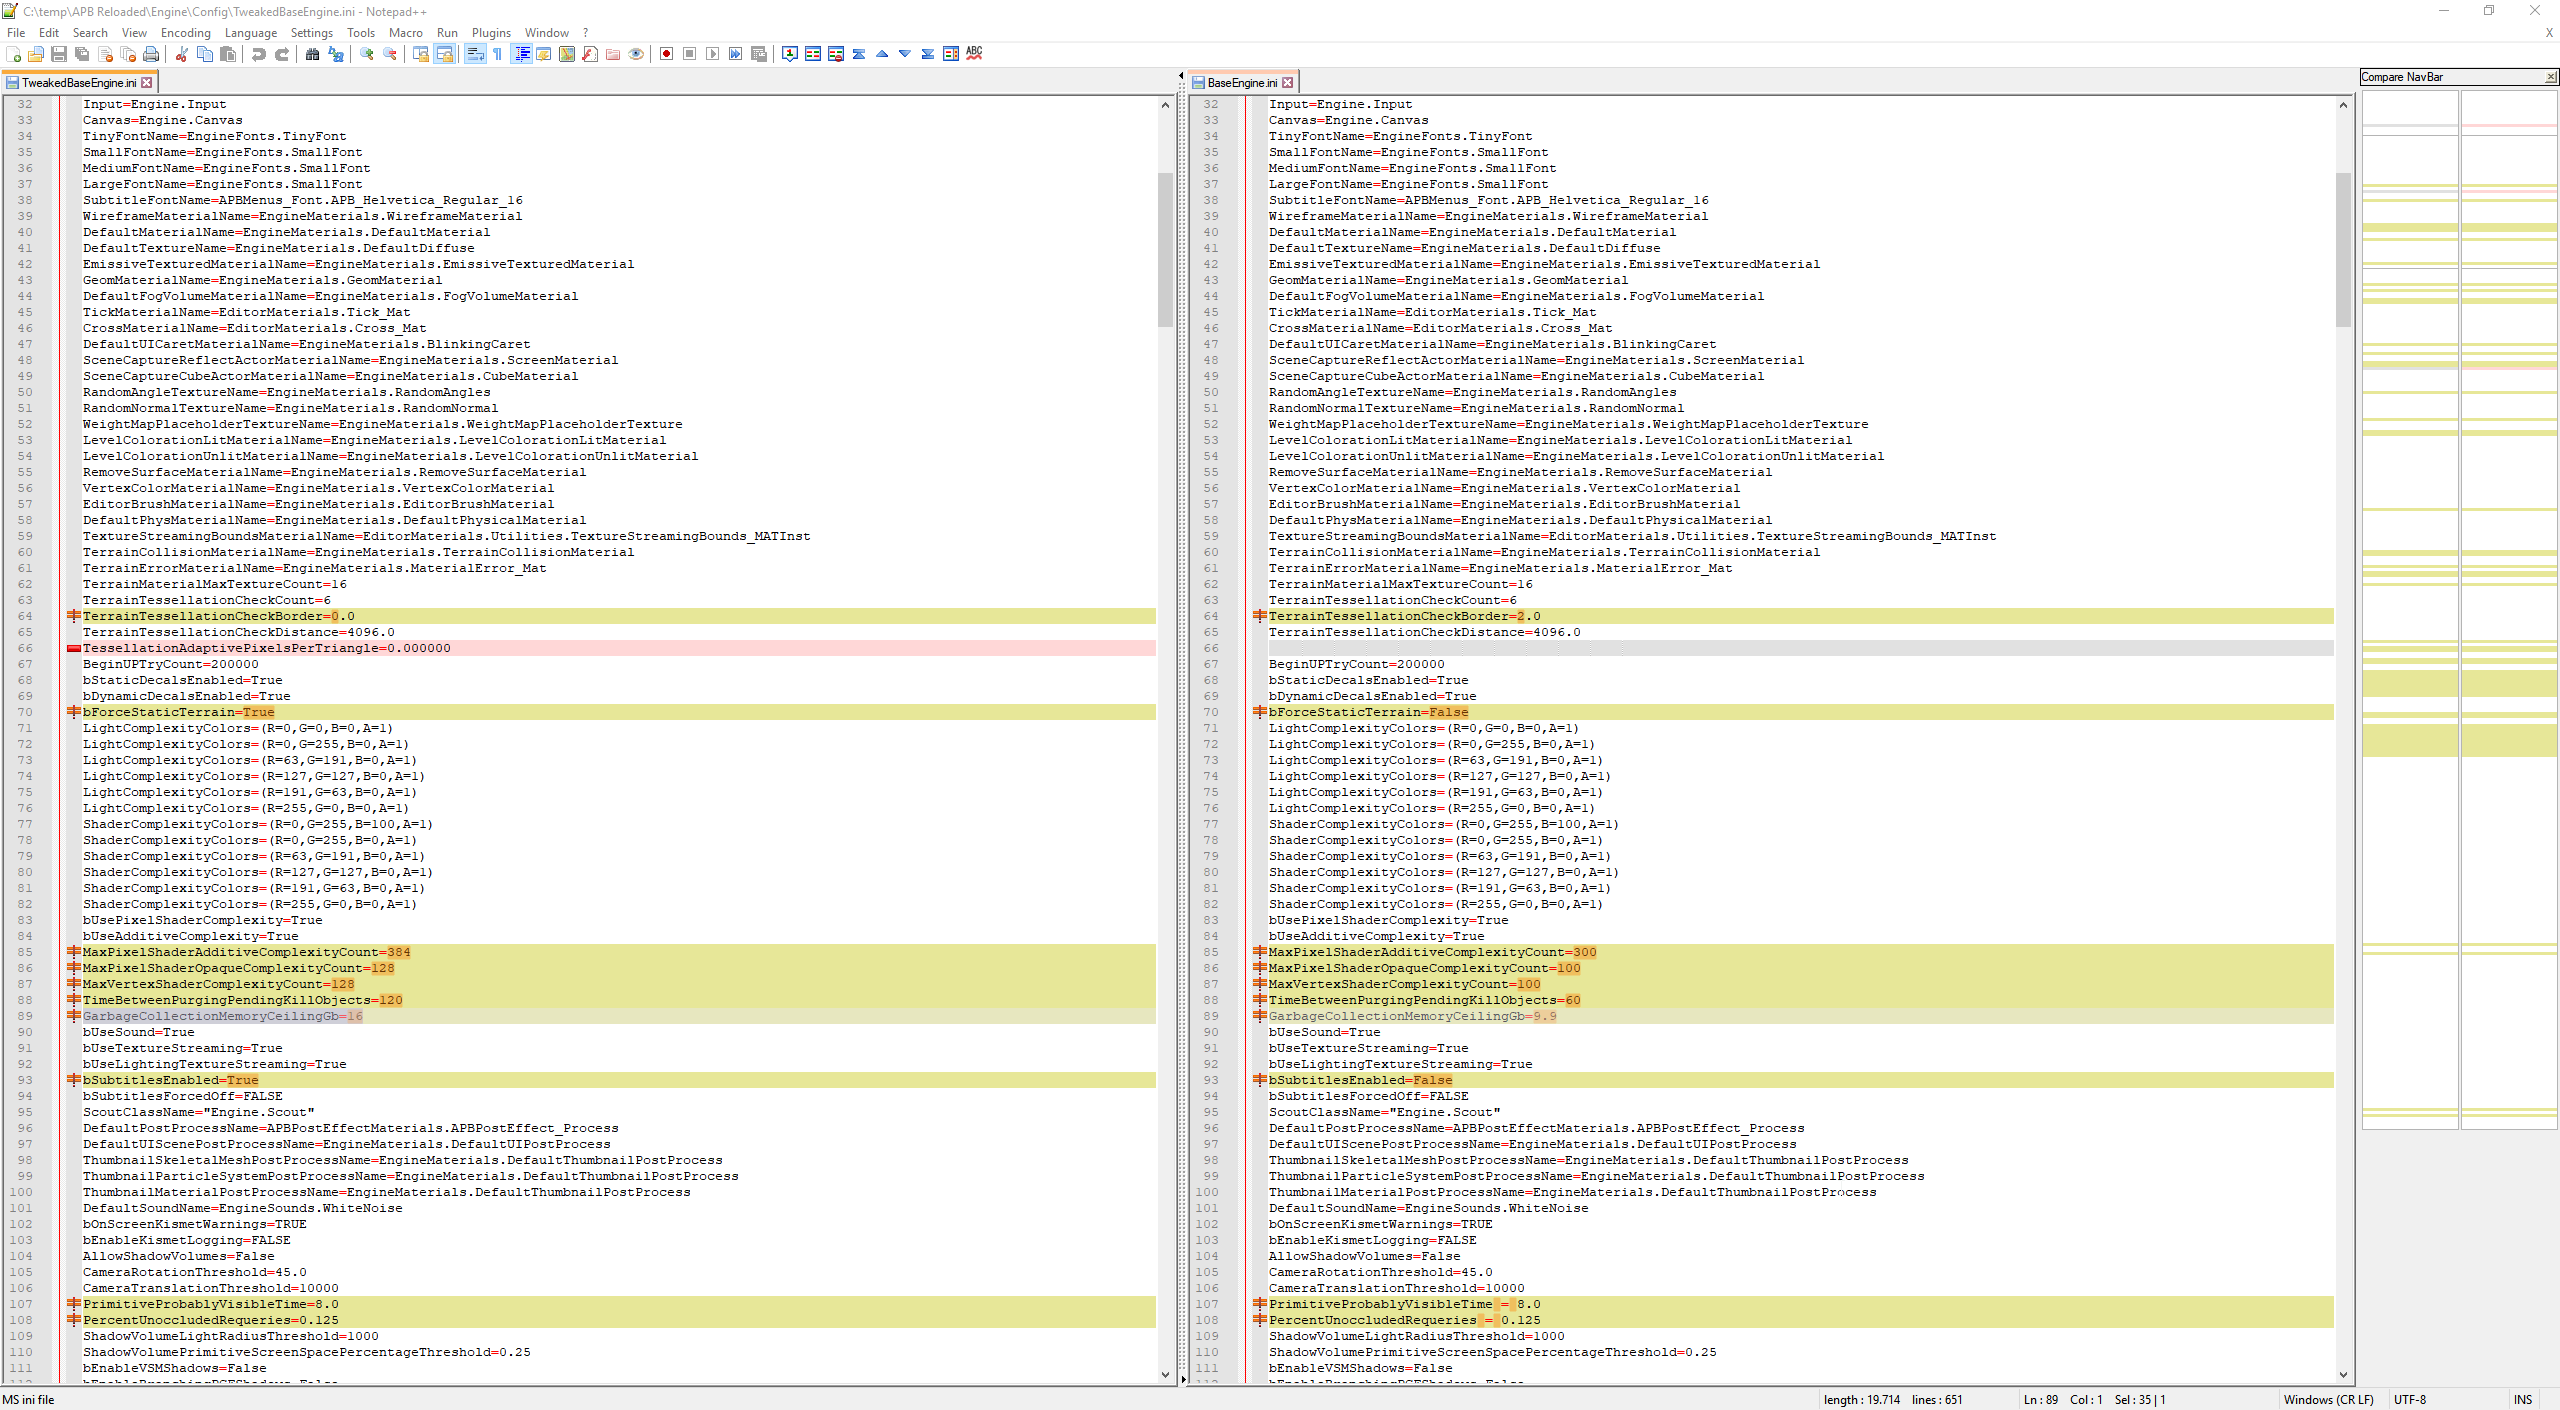 C:\temp\APB Reloaded\Engine\Config\TweakedBaseEngine.ini - Notepad++
File Edit Search View Encoding Language Settings Tools Macro Run Plugins Window ? X
ABC
TweakedBaseEngine.ini
32 Input=Engine.Input
33 Canvas=Engine.Canvas
34 TinyFontName=EngineFonts.TinyFont
35 SmallFontName=EngineFonts.SmallFont
36 MediumFontName=EngineFonts.SmallFont
37 LargeFontName=EngineFonts.SmallFont
38 SubtitleFontName=APBMenus_Font.APB_Helvetica_Regular_16
39 WireframeMaterialName=EngineMaterials.WireframeMaterial
40 DefaultMaterialName=EngineMaterials.DefaultMaterial
41 DefaultTextureName=EngineMaterials.DefaultDiffuse
42 EmissiveTexturedMaterialName=EngineMaterials.EmissiveTexturedMaterial
43 GeomMaterialName=EngineMaterials.GeomMaterial
44 DefaultFogVolumeMaterialName=EngineMaterials.FogVolumeMaterial
45 TickMaterialName=EditorMaterials.Tick_Mat
46 CrossMaterialName=EditorMaterials.Cross_Mat
47 DefaultUICaretMaterialName=EngineMaterials.BlinkingCaret
48 SceneCaptureReflectActorMaterialName=EngineMaterials.ScreenMaterial
49 SceneCaptureCubeActorMaterialName=EngineMaterials.CubeMaterial
50 RandomAngleTextureName=EngineMaterials.RandomAngles
51 RandomNormalTextureName=EngineMaterials.RandomNormal
52 WeightMapPlaceholderTextureName=EngineMaterials.WeightMapPlaceholderTexture
53 LevelColorationLitMaterialName=EngineMaterials.LevelColorationLitMaterial
54 LevelColorationUnlitMaterialName=EngineMaterials.LevelColorationUnlitMaterial
55 RemoveSurfaceMaterialName=EngineMaterials.RemoveSurfaceMaterial
56 VertexColorMaterialName=EngineMaterials.VertexColorMaterial
57 EditorBrushMaterialName=EngineMaterials.EditorBrushMaterial
58 DefaultPhysMaterialName=EngineMaterials.DefaultPhysicalMaterial
59 TextureStreamingBoundsMaterialName=EditorMaterials.Utilities.TextureStreamingBounds_MATInst
60 TerrainCollisionMaterialName=EngineMaterials.TerrainCollisionMaterial
61 TerrainErrorMaterialName=EngineMaterials.MaterialError_Mat
62 TerrainMaterialMaxTextureCount=16
63 TerrainTessellationCheckCount=6
64 TerrainTessellationCheckBorder=0.0
65 TerrainTessellationCheckDistance=4096.0
66 TessellationAdaptivePixelsPerTriangle=0.000000
67 BeginUPTryCount=200000
68 bStaticDecalsEnabled=True
69 bDynamicDecalsEnabled=True
70 bForceStaticTerrain=True
71 LightComplexityColors=(R=0,G=0,B=0,A=1)
72 LightComplexityColors=(R=0,G=255,B=0,A=1)
73 LightComplexityColors=(R=63,G=191,B=0,A=1)
74 LightComplexityColors=(R=127,G=127,B=0,A=1)
75 LightComplexityColors=(R=191,G=63,B=0,A=1)
76 LightComplexityColors=(R=255,G=0,B=0,A=1)
77 ShaderComplexityColors=(R=0,G=255,B=100,A=1)
78 ShaderComplexityColors=(R=0,G=255,B=0,A=1)
79 ShaderComplexityColors=(R=63,G=191,B=0,A=1)
80 ShaderComplexityColors=(R=127,G=127,B=0,A=1)
81 ShaderComplexityColors=(R=191,G=63,B=0,A=1)
82 ShaderComplexityColors=(R=255,G=0,B=0,A=1)
83 bUsePixelShaderComplexity=True
84 bUseAdditiveComplexity=True
85 MaxPixelShaderAdditiveComplexityCount=384
86 MaxPixelShaderOpaqueComplexityCount=128
87 MaxVertexShaderComplexityCount=128
88 TimeBetweenPurgingPendingKillObjects=120
89 GarbageCollectionMemoryCeilingGb=16
90 bUseSound=True
91 bUseTextureStreaming=True
92 bUseLightingTextureStreaming=True
93 bSubtitlesEnabled=True
94 bSubtitlesForcedOff=FALSE
95 ScoutClassName="Engine.Scout"
96 DefaultPostProcessName=APBPostEffectMaterials.APBPostEffect_Process
97 DefaultUIScenePostProcessName=EngineMaterials.DefaultUIPostProcess
98 ThumbnailSkeletalMeshPostProcessName=EngineMaterials.DefaultThumbnailPostProcess
99 ThumbnailParticleSystemPostProcessName=EngineMaterials.DefaultThumbnailPostProcess
100 ThumbnailMaterialPostProcessName=EngineMaterials.DefaultThumbnailPostProcess
101 DefaultSoundName=EngineSounds.WhiteNoise
102 bOnScreenKismetWarnings=TRUE
103 bEnableKismetLogging=FALSE
104 AllowShadowVolumes=False
105 CameraRotationThreshold=45.0
106 CameraTranslationThreshold=10000
107 PrimitiveProbablyVisibleTime=8.0
108 PercentUnoccludedRequeries=0.125
109 ShadowVolumeLightRadiusThreshold=1000
110 ShadowVolumePrimitiveScreenSpacePercentageThreshold=0.25
111 bEnableVSMShadows=False
BaseEngine.ini
32 Input=Engine.Input
33 Canvas=Engine.Canvas
34 TinyFontName=EngineFonts.TinyFont
35 SmallFontName=EngineFonts.SmallFont
36 MediumFontName=EngineFonts.SmallFont
37 LargeFontName=EngineFonts.SmallFont
38 SubtitleFontName=APBMenus_Font.APB_Helvetica_Regular_16
39 WireframeMaterialName=EngineMaterials.WireframeMaterial
40 DefaultMaterialName=EngineMaterials.DefaultMaterial
41 DefaultTextureName=EngineMaterials.DefaultDiffuse
42 EmissiveTexturedMaterialName=EngineMaterials.EmissiveTexturedMaterial
43 GeomMaterialName=EngineMaterials.GeomMaterial
44 DefaultFogVolumeMaterialName=EngineMaterials.FogVolumeMaterial
45 TickMaterialName=EditorMaterials.Tick_Mat
46 CrossMaterialName=EditorMaterials.Cross_Mat
47 DefaultUICaretMaterialName=EngineMaterials.BlinkingCaret
48 SceneCaptureReflectActorMaterialName=EngineMaterials.ScreenMaterial
49 SceneCaptureCubeActorMaterialName=EngineMaterials.CubeMaterial
50 RandomAngleTextureName=EngineMaterials.RandomAngles
51 RandomNormalTextureName=EngineMaterials.RandomNormal
52 WeightMapPlaceholderTextureName=EngineMaterials.WeightMapPlaceholderTexture
53 LevelColorationLitMaterialName=EngineMaterials.LevelColorationLitMaterial
54 LevelColorationUnlitMaterialName=EngineMaterials.LevelColorationUnlitMaterial
55 RemoveSurfaceMaterialName=EngineMaterials.RemoveSurfaceMaterial
56 VertexColorMaterialName=EngineMaterials.VertexColorMaterial
57 EditorBrushMaterialName=EngineMaterials.EditorBrushMaterial
58 DefaultPhysMaterialName=EngineMaterials.DefaultPhysicalMaterial
59 TextureStreamingBoundsMaterialName=EditorMaterials.Utilities.TextureStreamingBounds_MATInst
60 TerrainCollisionMaterialName=EngineMaterials.TerrainCollisionMaterial
61 TerrainErrorMaterialName=EngineMaterials.MaterialError_Mat
62 TerrainMaterialMaxTextureCount=16
63 TerrainTessellationCheckCount=6
64 TerrainTessellationCheckBorder=2.0
65 TerrainTessellationCheckDistance=4096.0
66
67 BeginUPTryCount=200000
68 bStaticDecalsEnabled=True
69 bDynamicDecalsEnabled=True
70 bForceStaticTerrain=False
71 LightComplexityColors=(R=0,G=0,B=0,A=1)
72 LightComplexityColors=(R=0,G=255,B=0,A=1)
73 LightComplexityColors=(R=63,G=191,B=0,A=1)
74 LightComplexityColors=(R=127,G=127,B=0,A=1)
75 LightComplexityColors=(R=191,G=63,B=0,A=1)
76 LightComplexityColors=(R=255,G=0,B=0,A=1)
77 ShaderComplexityColors=(R=0,G=255,B=100,A=1)
78 ShaderComplexityColors=(R=0,G=255,B=0,A=1)
79 ShaderComplexityColors=(R=63,G=191,B=0,A=1)
80 ShaderComplexityColors=(R=127,G=127,B=0,A=1)
81 ShaderComplexityColors=(R=191,G=63,B=0,A=1)
82 ShaderComplexityColors=(R=255,G=0,B=0,A=1)
83 bUsePixelShaderComplexity=True
84 bUseAdditiveComplexity=True
85 MaxPixelShaderAdditiveComplexityCount=300
86 MaxPixelShaderOpaqueComplexityCount=100
87 MaxVertexShaderComplexityCount=100
88 TimeBetweenPurgingPendingKillObjects=60
89 GarbageCollectionMemoryCeilingGb=9.9
90 bUseSound=True
91 bUseTextureStreaming=True
92 bUseLightingTextureStreaming=True
93 bSubtitlesEnabled=False
94 bSubtitlesForcedOff=FALSE
95 ScoutClassName="Engine.Scout"
96 DefaultPostProcessName=APBPostEffectMaterials.APBPostEffect_Process
97 DefaultUIScenePostProcessName=EngineMaterials.DefaultUIPostProcess
98 ThumbnailSkeletalMeshPostProcessName=EngineMaterials.DefaultThumbnailPostProcess
99 ThumbnailParticleSystemPostProcessName=EngineMaterials.DefaultThumbnailPostProcess
100 ThumbnailMaterialPostProcessName=EngineMaterials.DefaultThumbnailPostProcess
101 DefaultSoundName=EngineSounds.WhiteNoise
102 bOnScreenKismetWarnings=TRUE
103 bEnableKismetLogging=FALSE
104 AllowShadowVolumes=False
105 CameraRotationThreshold=45.0
106 CameraTranslationThreshold=10000
107 PrimitiveProbablyVisibleTime = 8.0
108 PercentUnoccludedRequeries = 0.125
109 ShadowVolumeLightRadiusThreshold=1000
110 ShadowVolumePrimitiveScreenSpacePercentageThreshold=0.25
111 bEnableVSMShadows=False
Compare NavBar
MS ini file length : 19.714 lines : 651 Ln : 89 Col : 1 Sel : 35 | 1 Windows (CR LF) UTF-8 INS